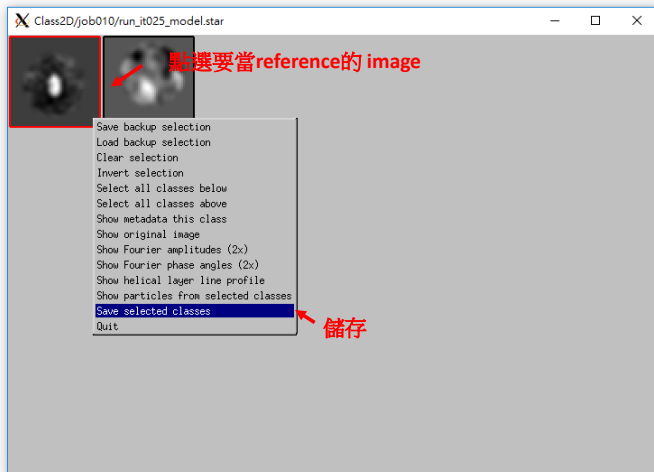 Class2D/job010/run_it025_model.star
點選要當reference的 image
Save backup selection
Load backup selection
Clear selection
Invert selection
Select all classes below
Select all classes above
Show metadata this class
Show original image
Show Fourier amplitudes (2x)
Show Fourier phase angles (2x)
Show helical layer line profile
Show particles from selected classes
Save selected classes
儲存
Quit